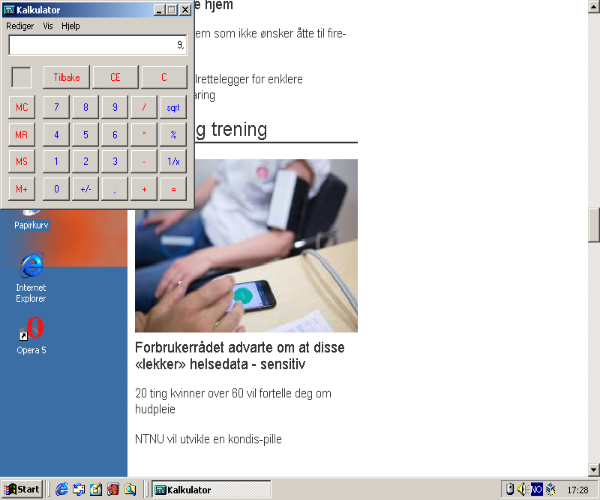 Kalkulator
Rediger Vis Hjelp
9,
Tilbake CE C
MC 7 8 9 / sqrt
MR 4 5 6 * %
MS 1 2 3 - 1/x
M+ 0 +/- , + =
hjem
som ikke ønsker åtte til fire-
for enklere
trening
Papirkurv
Internet
Explorer
Opera 5
Forbrukerrådet advarte om at disse
«lekker» helsedata - sensitiv
20 ting kvinner over 60 vil fortelle deg om
hudpleie
NTNU vil utvikle en kondis-pille
Start
Kalkulator
NO
17:28